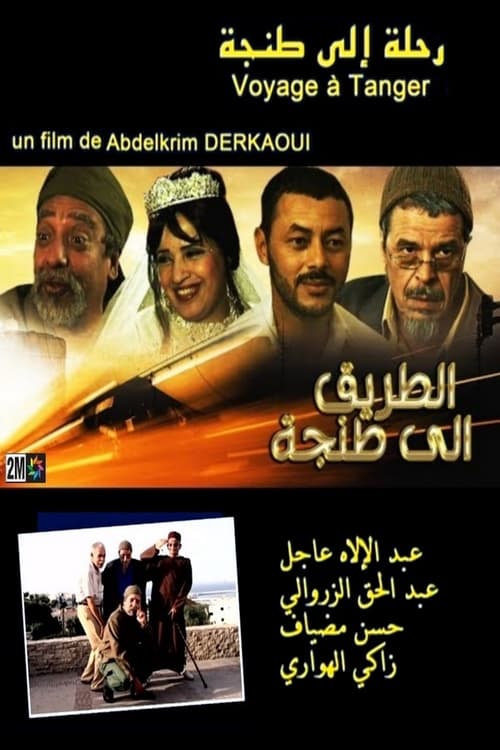 رحلة إلى طنجة
Voyage à Tanger
un film de Abdelkrim DERKAOUI
الطريق
الى طنجة
2M
عبد الإلاه عاجل
عبد الحق الزروالي
حسن مضياف
زاكي الهواري